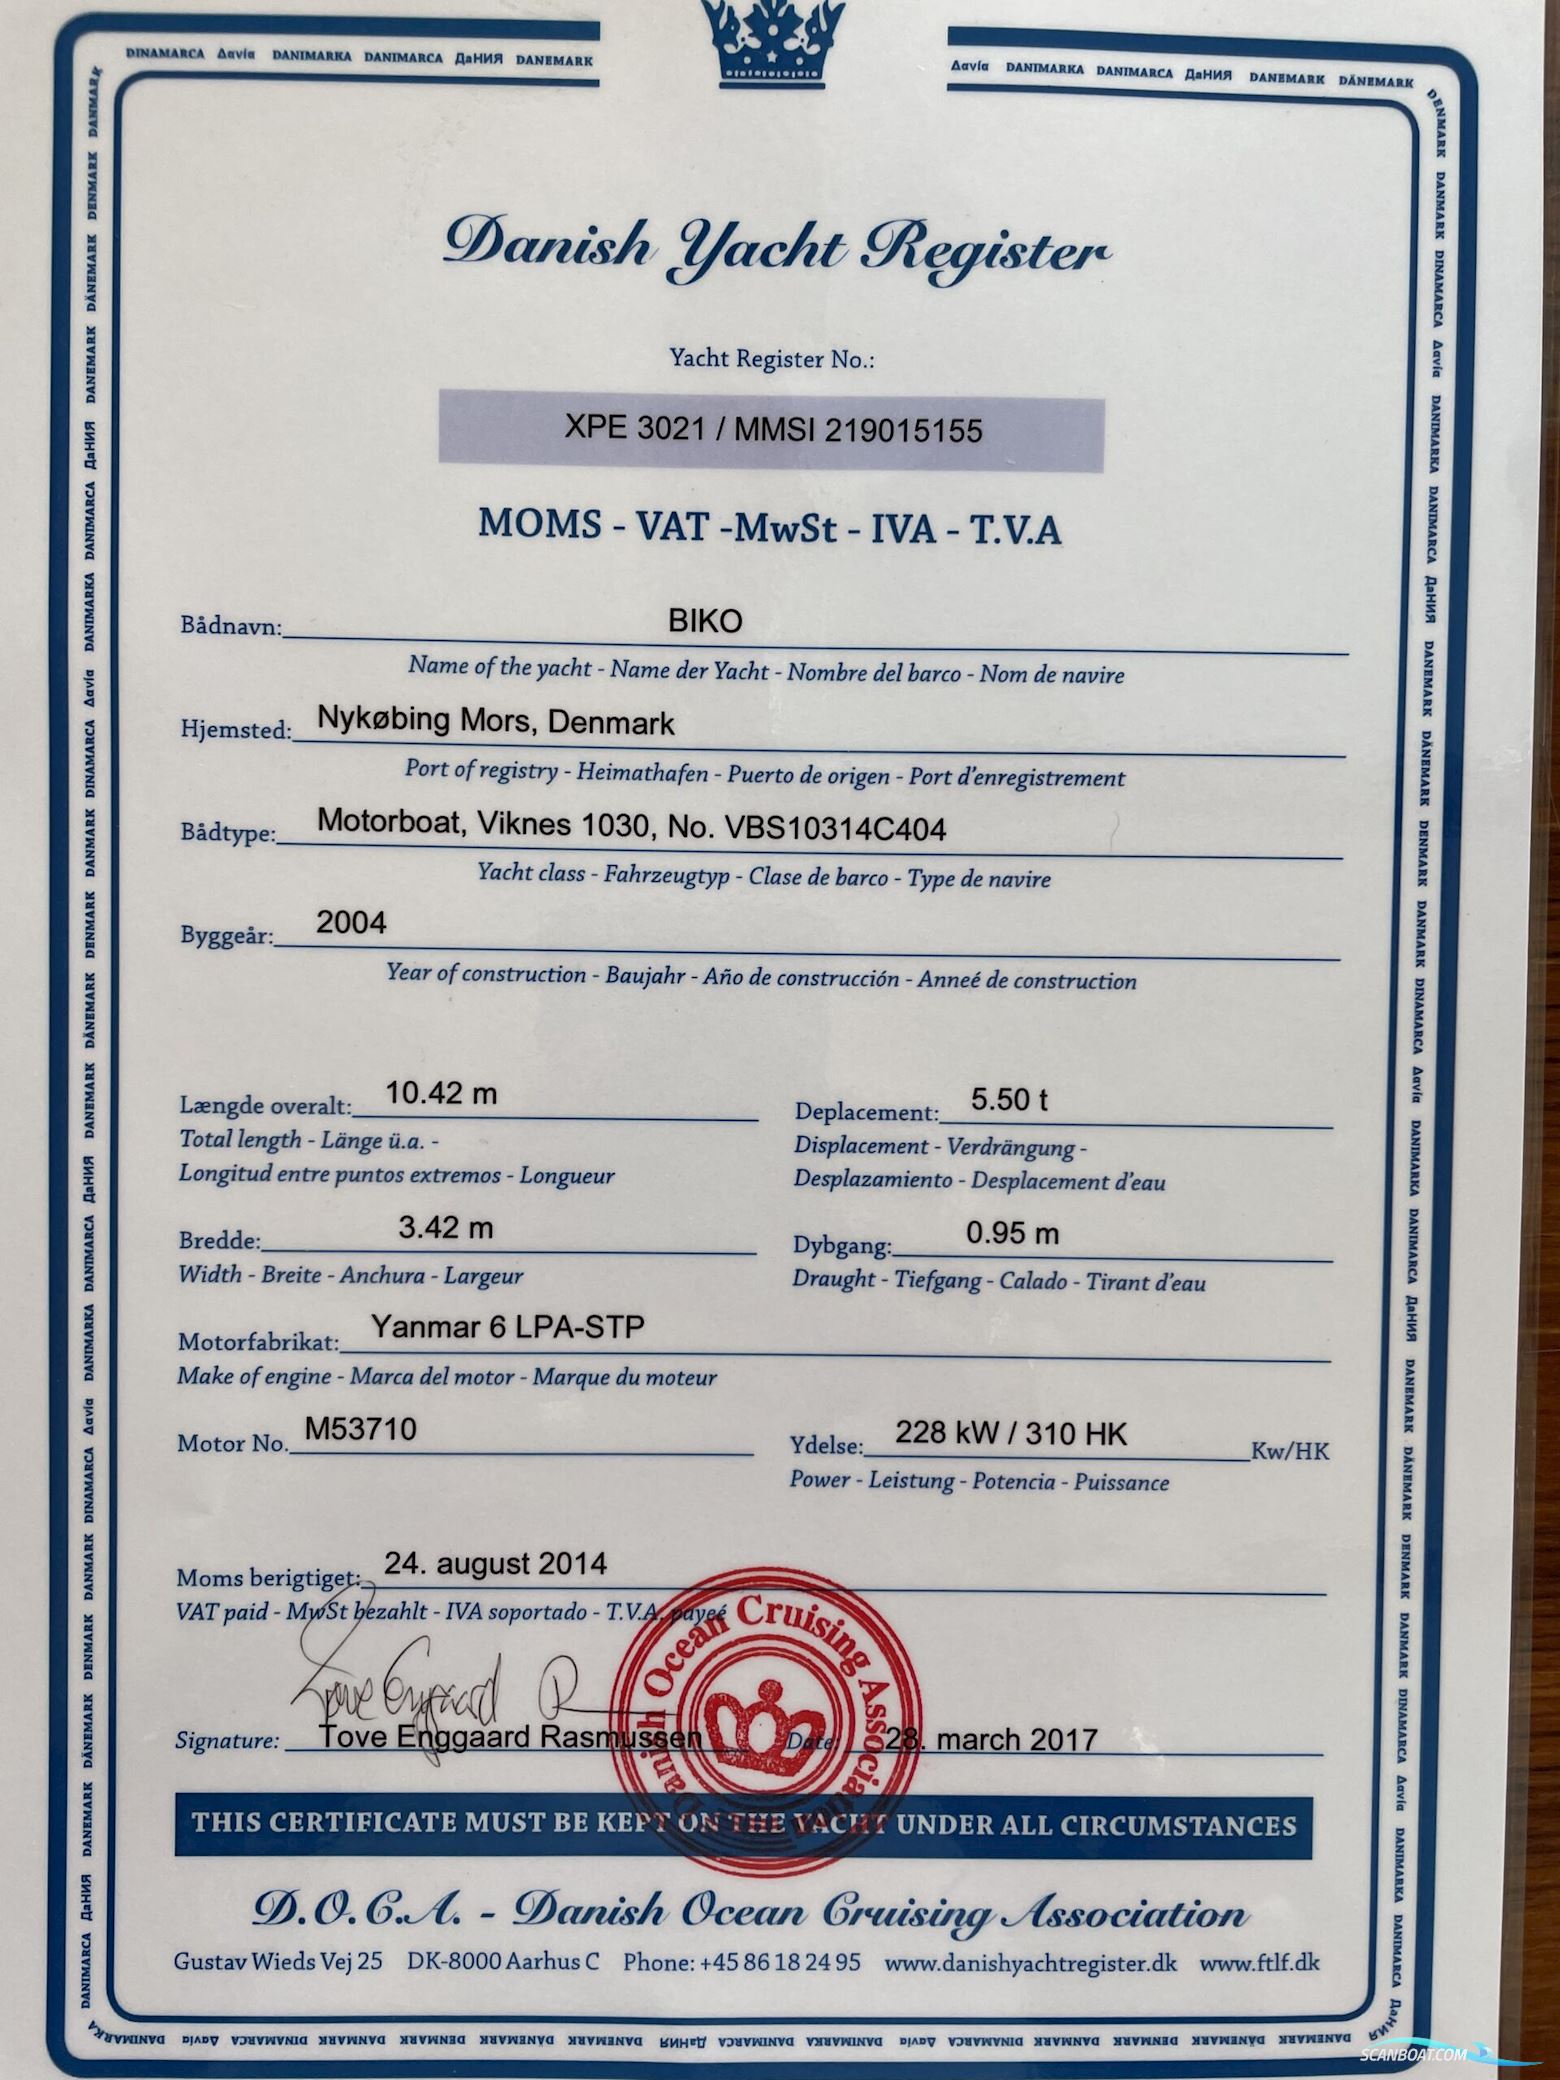 DINAMARCA Δανία DANIMARKA DANIMARCA ДаНИЯ DANEMARK
Δανία DANIMARKA DANIMARCA ДаНИЯ DANEMARK DÄNEMARK
Danish Yacht Register
Yacht Register No.:
XPE 3021 / MMSI 219015155
MOMS - VAT -MwSt - IVA - T.V.A
Bådnavn: BIKO
Name of the yacht - Name der Yacht - Nombre del barco - Nom de navire
Hjemsted: Nykøbing Mors, Denmark
Port of registry - Heimathafen - Puerto de origen - Port d'enregistrement
Bådtype: Motorboat, Viknes 1030, No. VBS10314C404
Yacht class - Fahrzeugtyp - Clase de barco - Type de navire
Byggeår: 2004
Year of construction - Baujahr - Año de construcción - Anneé de construction
Længde overalt: 10.42 m
Total length - Länge ü.a. -
Longitud entre puntos extremos - Longueur
Deplacement: 5.50 t
Displacement - Verdrängung -
Desplazamiento - Desplacement d'eau
Bredde: 3.42 m
Width - Breite - Anchura - Largeur
Dybgang: 0.95 m
Draught - Tiefgang - Calado - Tirant d'eau
Motorfabrikat: Yanmar 6 LPA-STP
Make of engine - Marca del motor - Marque du moteur
Motor No. M53710
Ydelse: 228 kW / 310 HK Kw/HK
Power - Leistung - Potencia - Puissance
Moms berigtiget: 24. august 2014
VAT paid - MwSt bezahlt - IVA soportado - T.V.A. payeé
Danish Ocean Cruising Association
Tove Enggaard R
Signature: Tove Enggaard Rasmussen Date: 28. march 2017
THIS CERTIFICATE MUST BE KEPT ON THE YACHT UNDER ALL CIRCUMSTANCES
D.O.C.A. - Danish Ocean Cruising Association
Gustav Wieds Vej 25 DK-8000 Aarhus C Phone: +45 86 18 24 95 www.danishyachtregister.dk www.ftlf.dk
SCANBOAT.COM